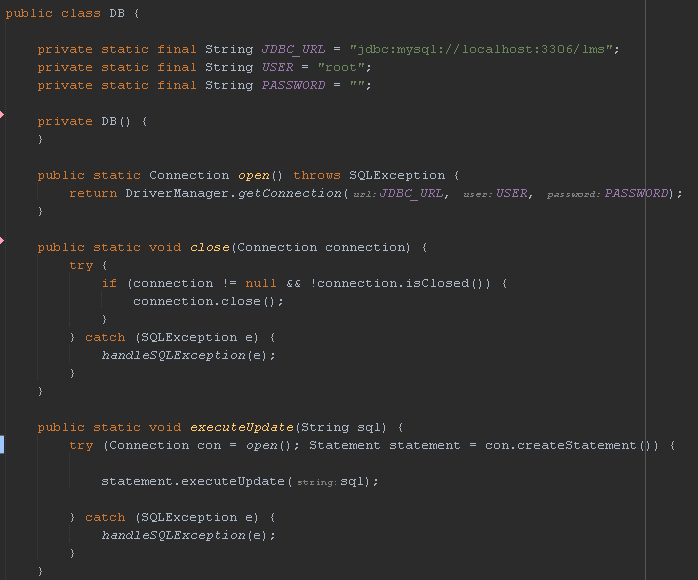 public class DB {
    private static final String JDBC_URL = "jdbc:mysql://localhost:3306/lms";
    private static final String USER = "root";
    private static final String PASSWORD = "";
    private DB() {
    }
    public static Connection open() throws SQLException {
        return DriverManager.getConnection( url: JDBC_URL, user: USER, password: PASSWORD);
    }
    public static void close(Connection connection) {
        try {
            if (connection != null && !connection.isClosed()) {
                connection.close();
            }
        } catch (SQLException e) {
            handleSQLException(e);
        }
    }
    public static void executeUpdate(String sql) {
        try (Connection con = open(); Statement statement = con.createStatement()) {
            statement.executeUpdate( string: sql);
        } catch (SQLException e) {
            handleSQLException(e);
        }
    }